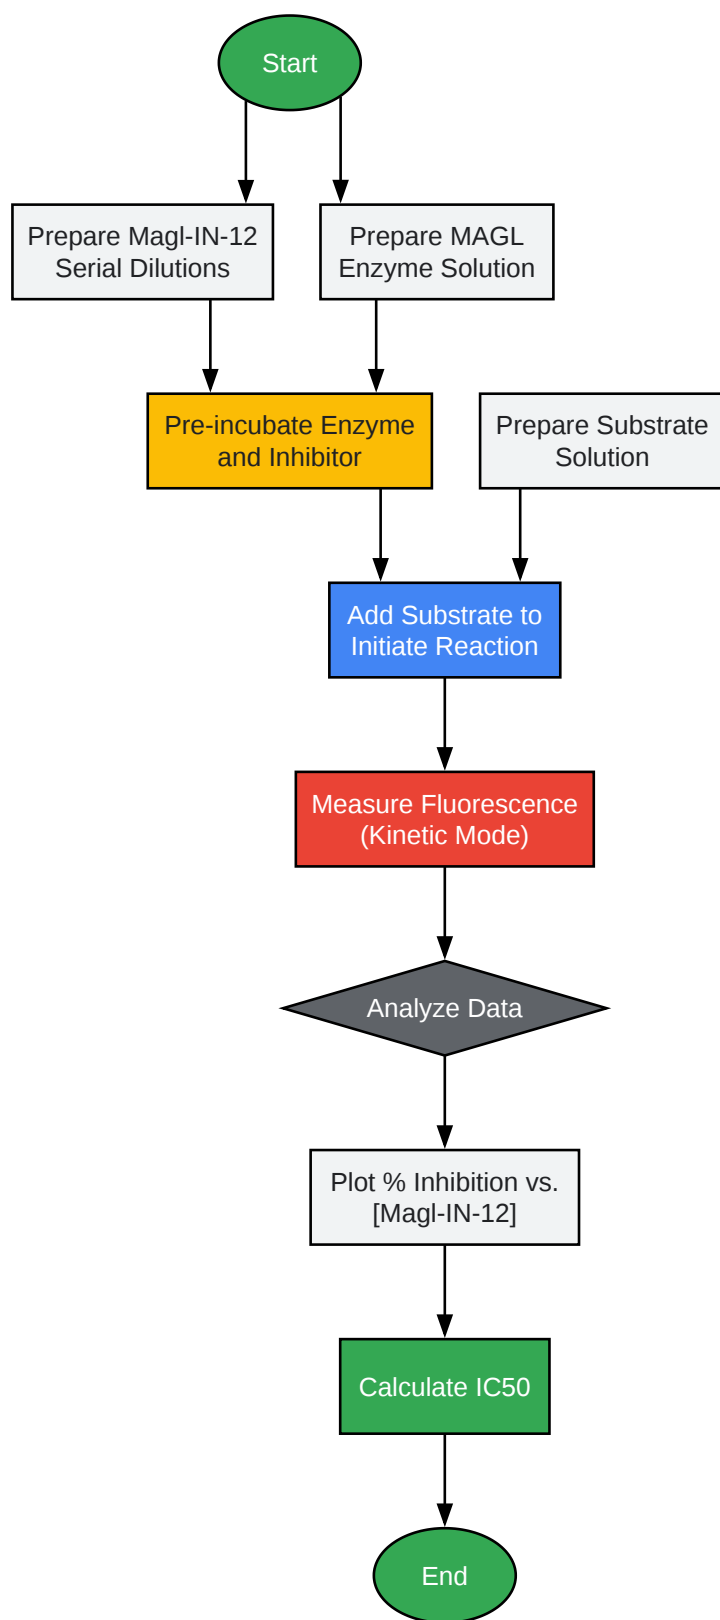 Start
Prepare Magl-IN-12
Serial Dilutions
Prepare MAGL
Enzyme Solution
Pre-incubate Enzyme
and Inhibitor
Prepare Substrate
Solution
Add Substrate to
Initiate Reaction
Measure Fluorescence
(Kinetic Mode)
Analyze Data
Plot % Inhibition vs.
[Magl-IN-12]
Calculate IC50
End